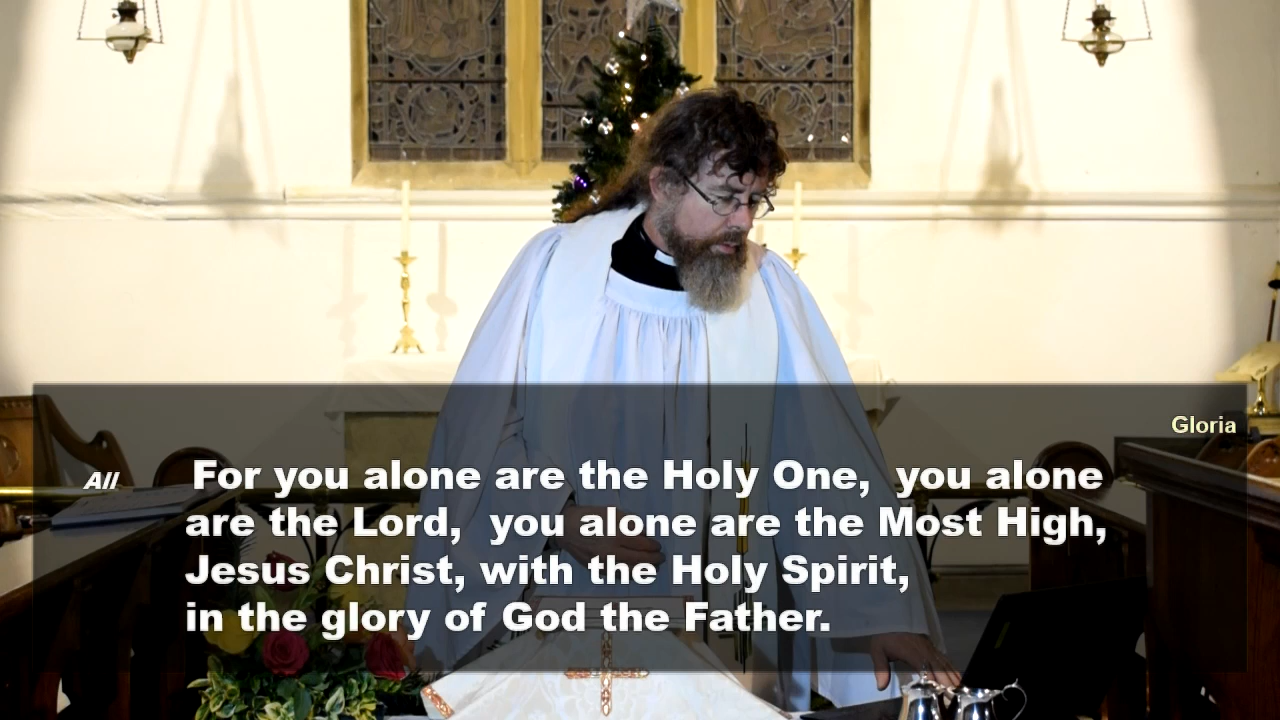 Gloria
All
For you alone are the Holy One, you alone
are the Lord, you alone are the Most High,
Jesus Christ, with the Holy Spirit,
in the glory of God the Father.